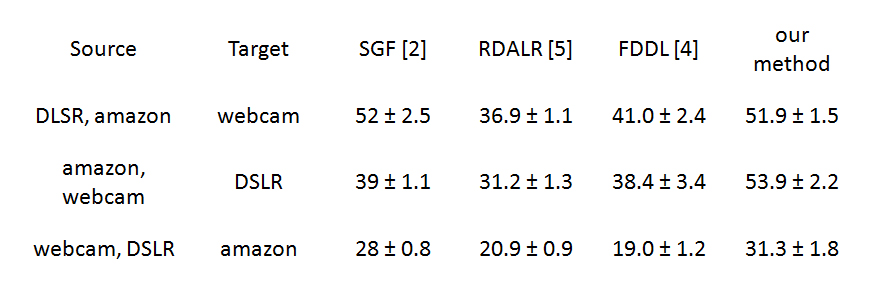 Source Target SGF [2] RDALR [5] FDDL [4] our method
DLSR, amazon webcam 52 ± 2.5 36.9 ± 1.1 41.0 ± 2.4 51.9 ± 1.5
amazon, webcam DSLR 39 ± 1.1 31.2 ± 1.3 38.4 ± 3.4 53.9 ± 2.2
webcam, DSLR amazon 28 ± 0.8 20.9 ± 0.9 19.0 ± 1.2 31.3 ± 1.8